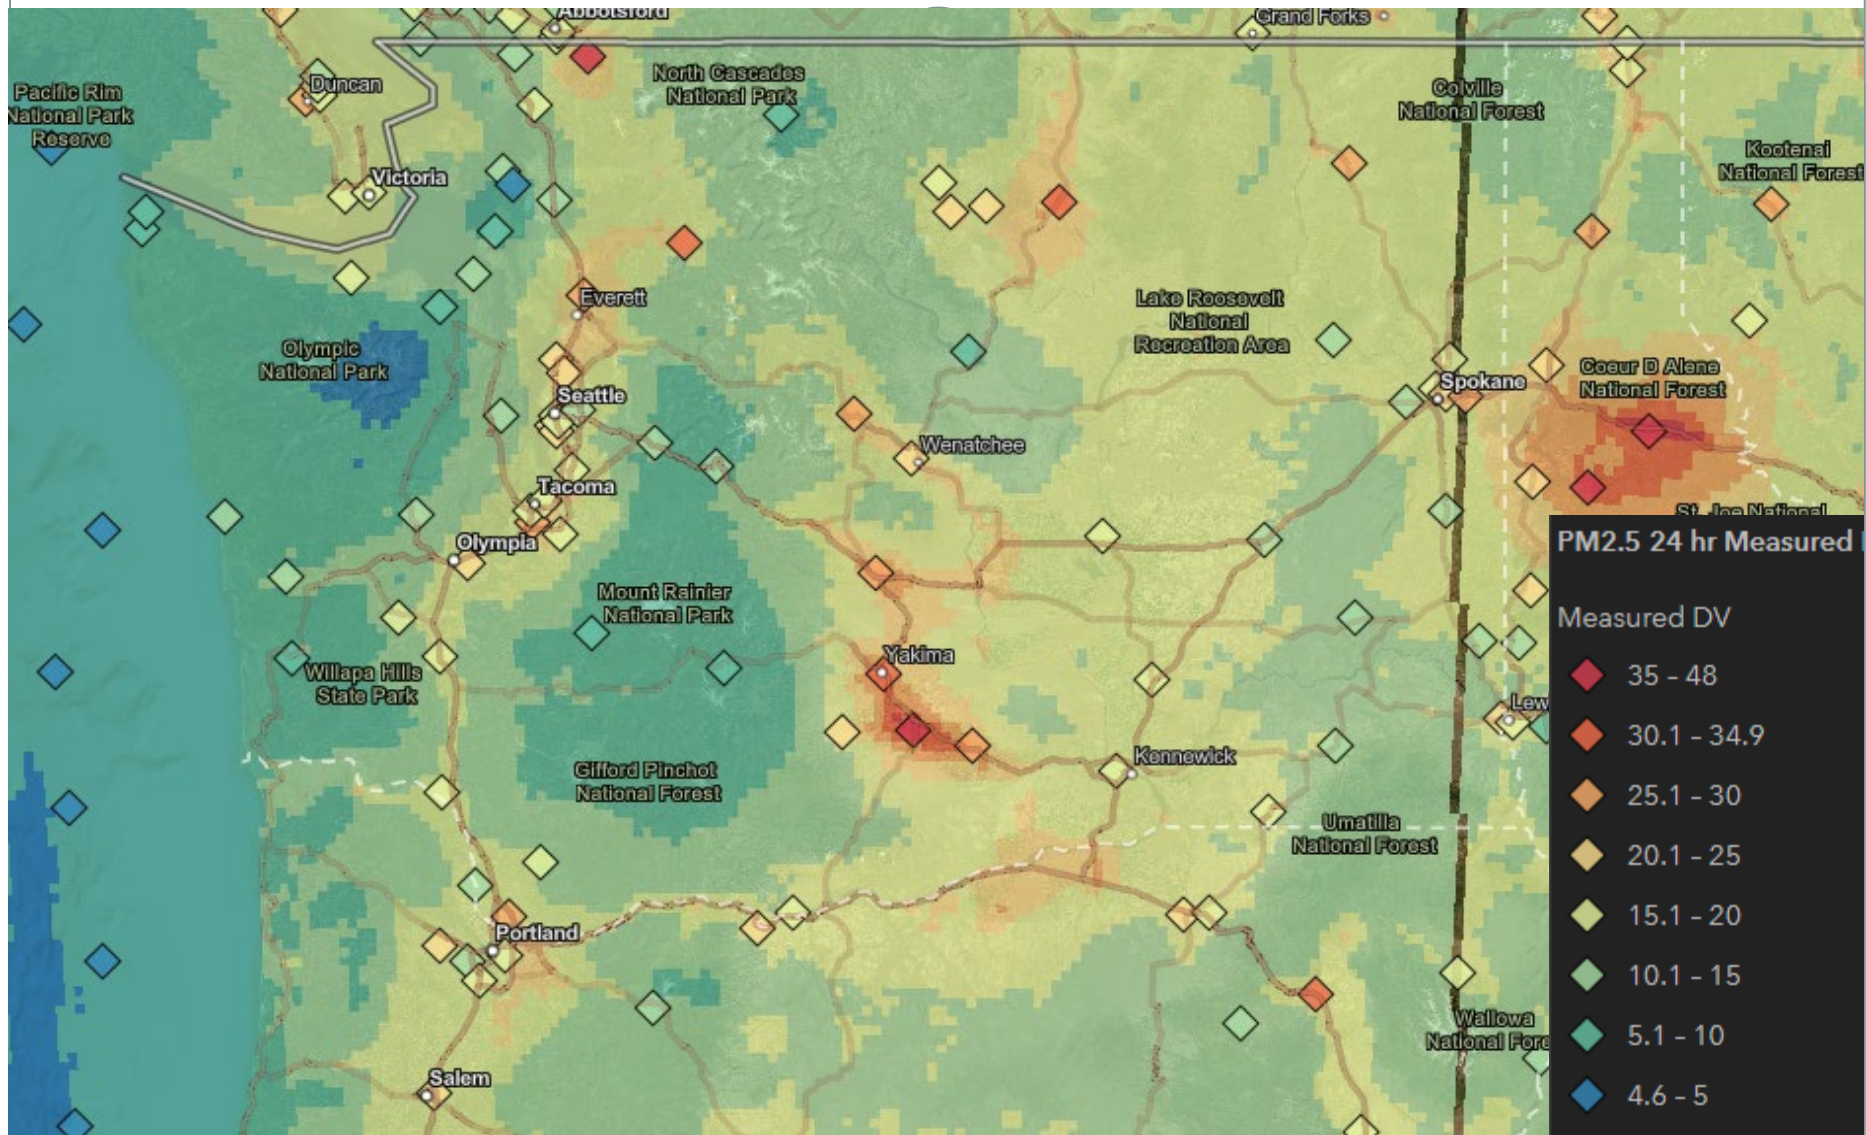 Abbotsford
Grand Forks
North Cascades
National Park
Duncan
Pacific Rim
National Park
Reserve
Colville
National Forest
Kootenai
National Forest
Victoria
Everett
Lake Roosevelt
National
Recreation Area
Olympic
National Park
Coeur D Alene
National Forest
Spokane
Seattle
Wenatchee
Tacoma
St. Joe National
Olympia
Mount Rainier
National Park
Yakima
Willapa Hills
State Park
Lew
Kennewick
Gifford Pinchot
National Forest
Umatilla
National Forest
Portland
Wallowa
National Fore
Salem
PM2.5 24 hr Measured
Measured DV
35 – 48
30.1 – 34.9
25.1 – 30
20.1 – 25
15.1 – 20
10.1 – 15
5.1 – 10
4.6 – 5